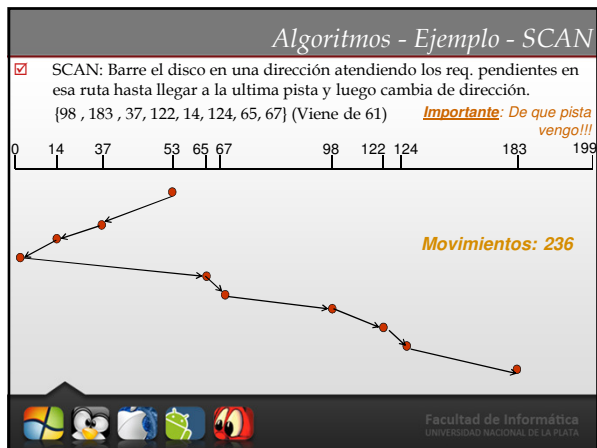 Algoritmos - Ejemplo - SCAN
SCAN: Barre el disco en una dirección atendiendo los req. pendientes en
esa ruta hasta llegar a la ultima pista y luego cambia de dirección.
{98 , 183 , 37, 122, 14, 124, 65, 67} (Viene de 61)
Importante: De que pista
vengo!!!
0 14 37 53 65 67 98 122 124 183 199
Movimientos: 236
Facultad de Informática
UNIVERSIDAD NACIONAL DE LA PLATA